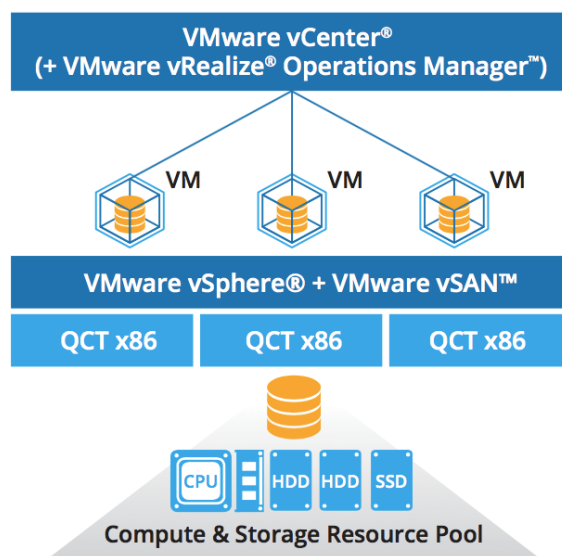 VMware vCenter®
(+ VMware vRealize® Operations Manager™)
VM
VM
VM
VMware vSphere® + VMware vSAN™
QCT x86
QCT x86
QCT x86
CPU
HDD
HDD
SSD
Compute & Storage Resource Pool